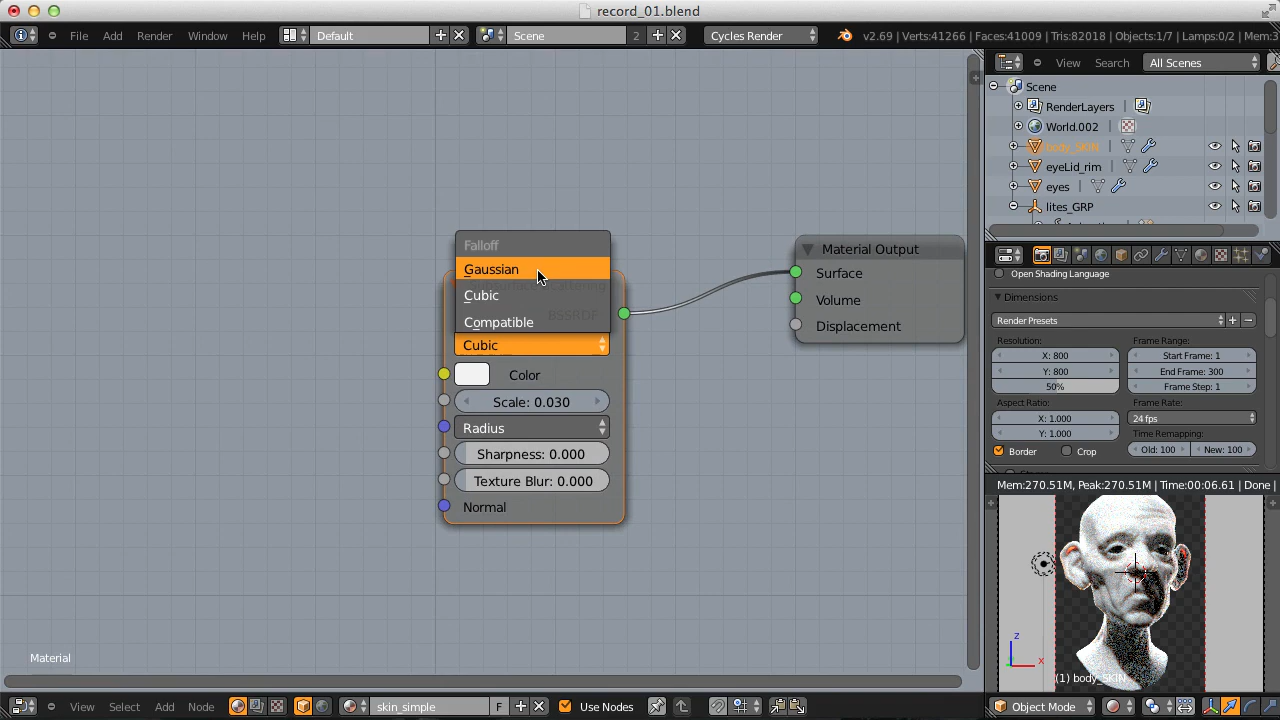 record_01.blend
File Add Render Window Help Default Scene 2 Cycles Render v2.69 | Verts:41266 | Faces:41009 | Tris:82018 | Objects:1/7 | Lamps:0/2 | Mem:3
View Search All Scenes
Scene
RenderLayers |
World.002 |
body_SKIN |
eyeLid_rim |
eyes |
lites_GRP
Falloff
Gaussian
Cubic
Compatible
BSSRDF
Cubic
Color
Scale: 0.030
Radius
Sharpness: 0.000
Texture Blur: 0.000
Normal
Material Output
Surface
Volume
Displacement
Open Shading Language
Dimensions
Render Presets
Resolution: Frame Range:
X: 800 Start Frame: 1
Y: 800 End Frame: 300
50% Frame Step: 1
Aspect Ratio: Frame Rate:
X: 1.000 24 fps
Y: 1.000 Time Remapping:
Border Crop Old: 100 New: 100
Mem:270.51M, Peak:270.51M | Time:00:06.61 | Done |
z
x
(1) body_SKIN
Material
View Select Add Node skin_simple F Use Nodes Object Mode